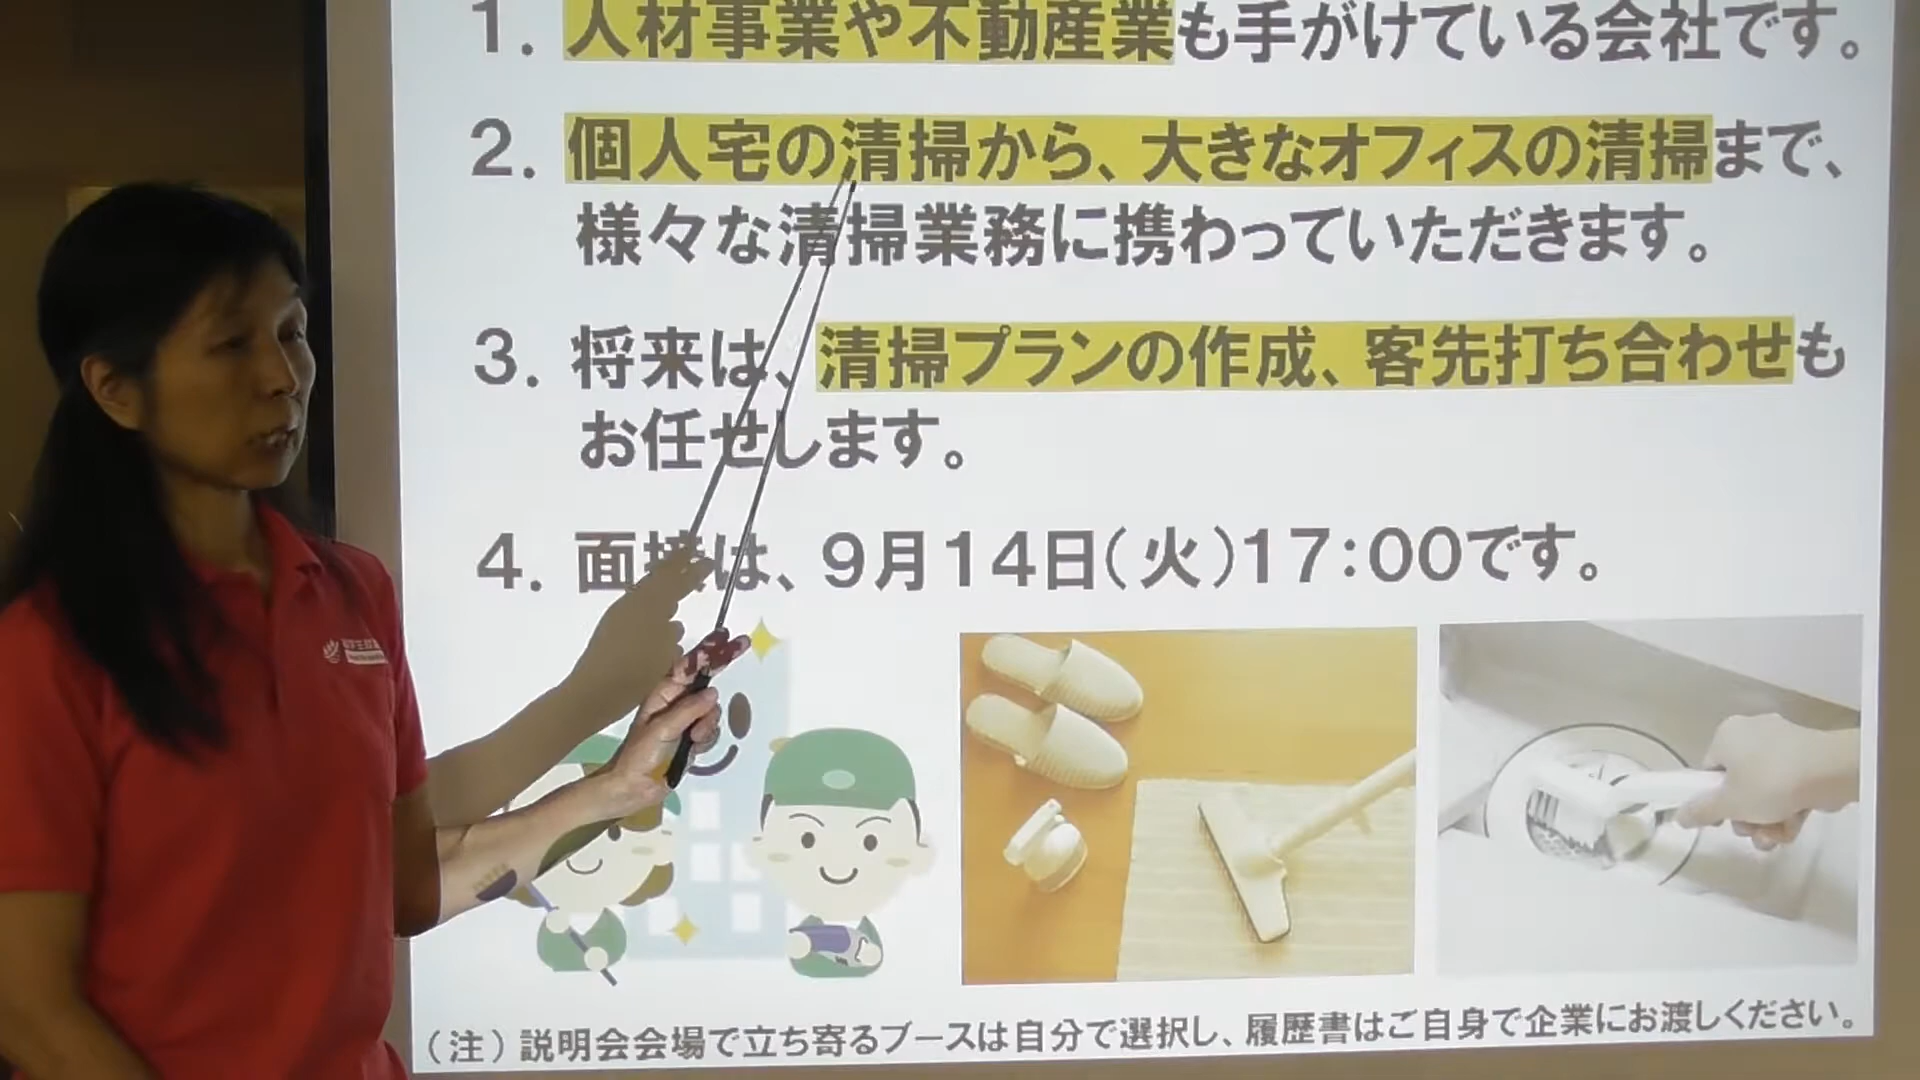 1. 人材事業や不動産業も手がけている会社です。
2. 個人宅の清掃から、大きなオフィスの清掃まで、
様々な清掃業務に携わっていただきます。
3. 将来は、清掃プランの作成、客先打ち合わせも
お任せします。
4. 面接は、9月14日(火)17:00です。
(注)説明会会場で立ち寄るブースは自分で選択し、履歴書はご自身で企業にお渡しください。